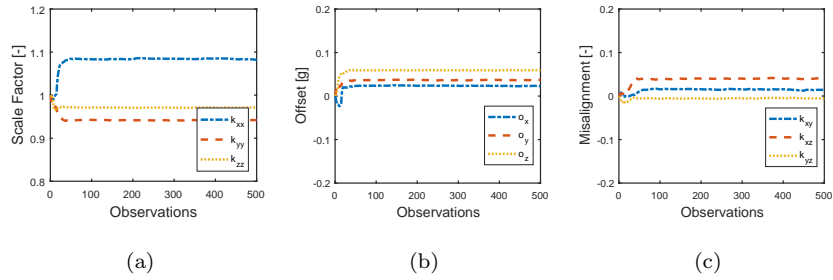 Scale Factor [-]
1.2
1.1
1
0.9
0.8
k_xx
k_yy
k_zz
0 100 200 300 400 500
Observations
(a)
Offset [g]
0.2
0.1
0
-0.1
-0.2
o_x
o_y
o_z
0 100 200 300 400 500
Observations
(b)
Misalignment [-]
0.2
0.1
0
-0.1
-0.2
k_xy
k_xz
k_yz
0 100 200 300 400 500
Observations
(c)